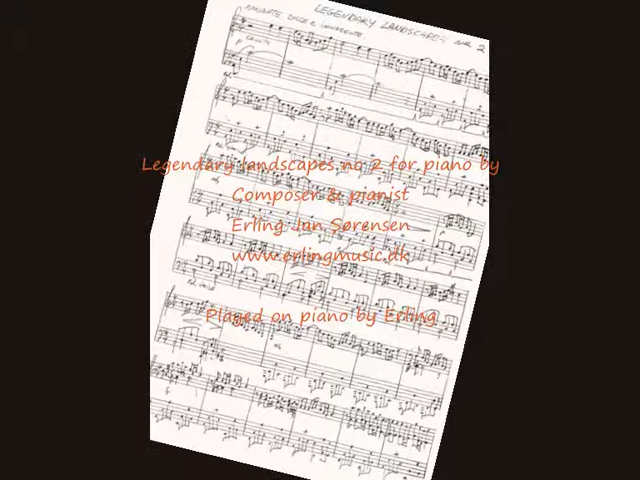 LEGENDARY LANDSCAPES NR 2
ANDANTE DOLCE E INNOCENTE
Legendary landscapes no 2 for piano by
Composer & pianist
Erling Jan Sørensen
www.erlingmusic.dk
Played on piano by Erling